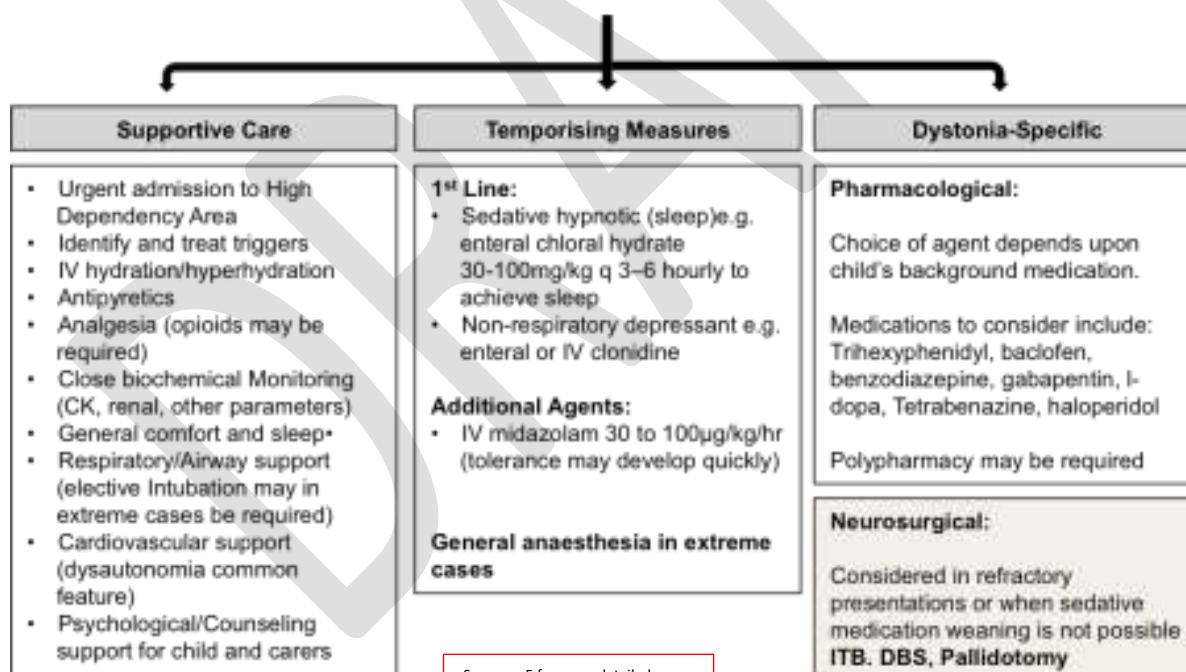 Supportive Care
• Urgent admission to High
Dependency Area
• Identify and treat triggers
• IV hydration/hyperhydration
• Antipyretics
• Analgesia (opioids may be
required)
• Close biochemical Monitoring
(CK, renal, other parameters)
• General comfort and sleep•
• Respiratory/Airway support
(elective Intubation may in
extreme cases be required)
• Cardiovascular support
(dysautonomia common
feature)
• Psychological/Counseling
support for child and carers
Temporising Measures
1st Line:
• Sedative hypnotic (sleep)e.g.
enteral chloral hydrate
30-100mg/kg q 3–6 hourly to
achieve sleep
• Non-respiratory depressant e.g.
enteral or IV clonidine
Additional Agents:
• IV midazolam 30 to 100µg/kg/hr
(tolerance may develop quickly)
General anaesthesia in extreme
cases
Dystonia-Specific
Pharmacological:
Choice of agent depends upon
child's background medication.
Medications to consider include:
Trihexyphenidyl, baclofen,
benzodiazepine, gabapentin, l-
dopa, Tetrabenazine, haloperidol
Polypharmacy may be required
Neurosurgical:
Considered in refractory
presentations or when sedative
medication weaning is not possible
ITB. DBS, Pallidotomy